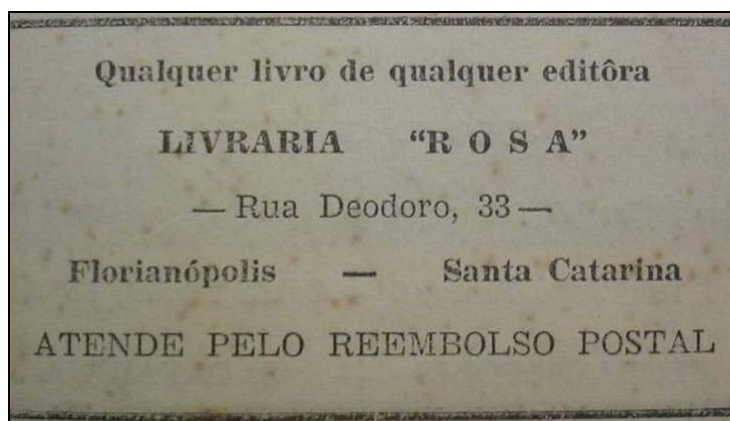 Qualquer livro de qualquer editôra
LIVRARIA “R O S A”
— Rua Deodoro, 33 —
Florianópolis — Santa Catarina
ATENDE PELO REEMBOLSO POSTAL